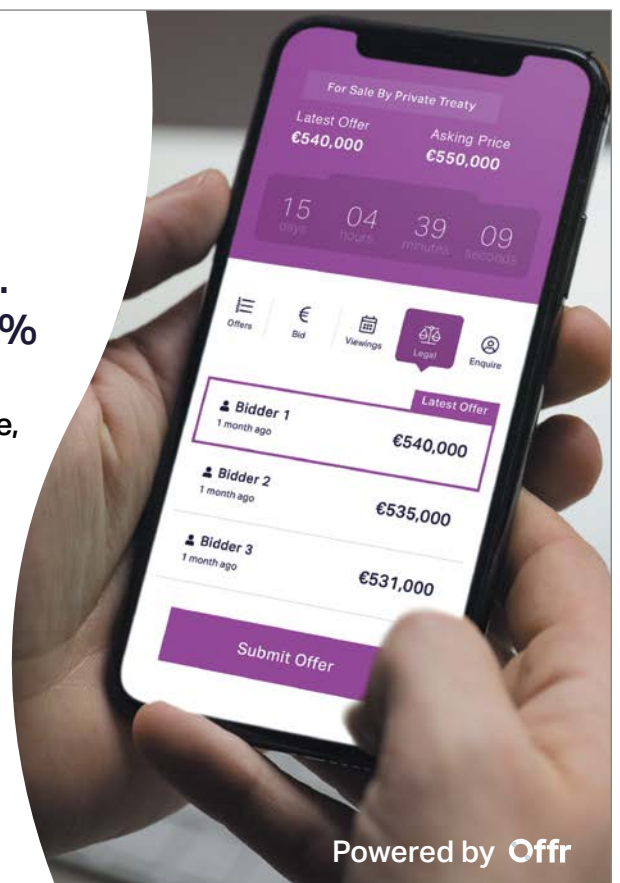 .
%
e,
For Sale By Private Treaty
Latest Offer
Asking Price
€540,000
€550,000
15
04
39
09
days
hours
minutes
seconds
Offers
€
Bid
Viewings
Legal
Enquire
Latest Offer
Bidder 1
1 month ago
€540,000
Bidder 2
1 month ago
€535,000
Bidder 3
1 month ago
€531,000
Submit Offer
Powered by Offr